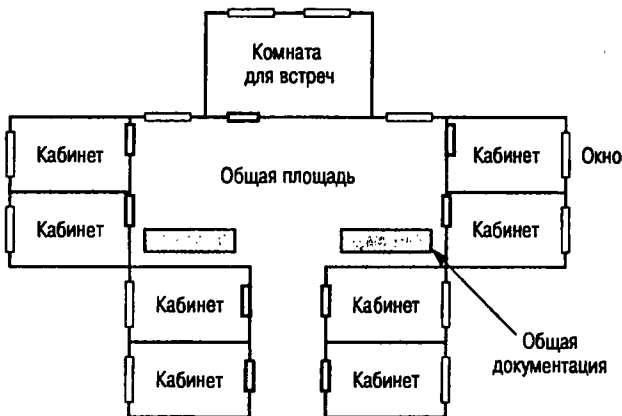 Комната
для встреч
Кабинет
Кабинет
Окно
Общая площадь
Кабинет
Кабинет
Кабинет
Кабинет
Общая
документация
Кабинет
Кабинет